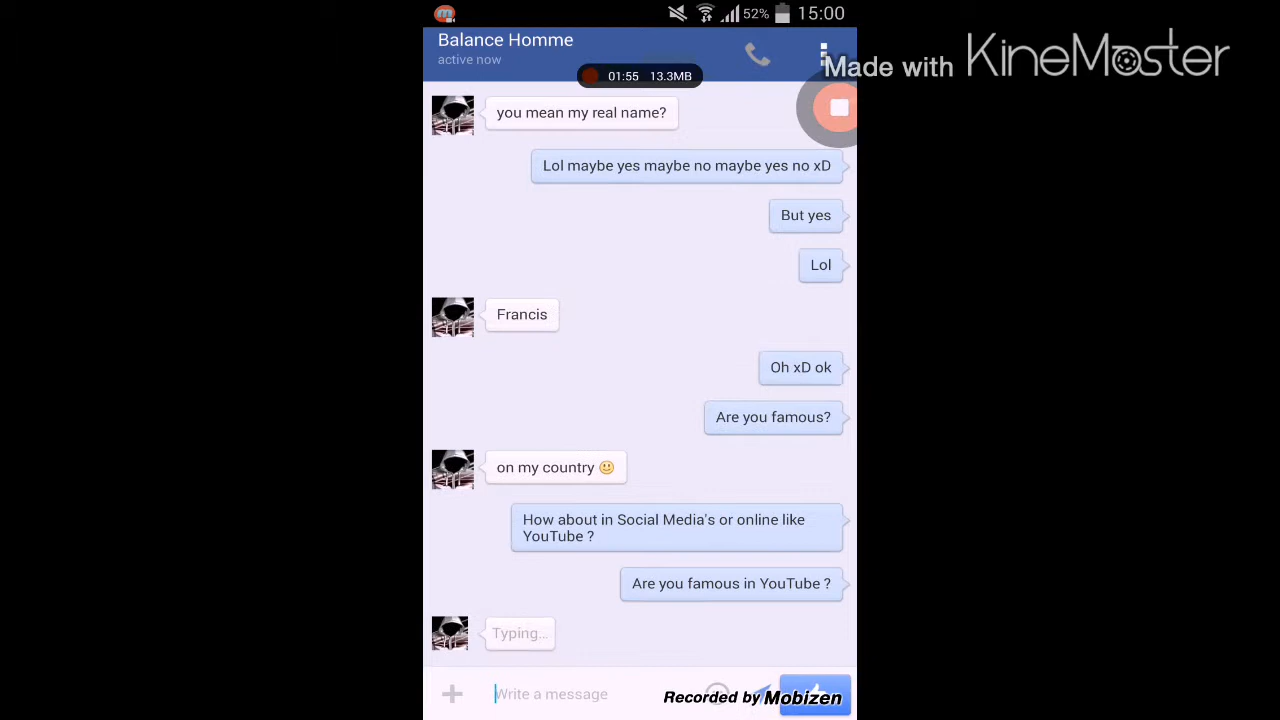 52% 15:00
Balance Homme
active now
01:55 13.3MB
Made with KineMaster
you mean my real name?
Lol maybe yes maybe no maybe yes no xD
But yes
Lol
Francis
Oh xD ok
Are you famous?
on my country
How about in Social Media's or online like
YouTube ?
Are you famous in YouTube ?
Typing...
Write a message
Recorded by Mobizen